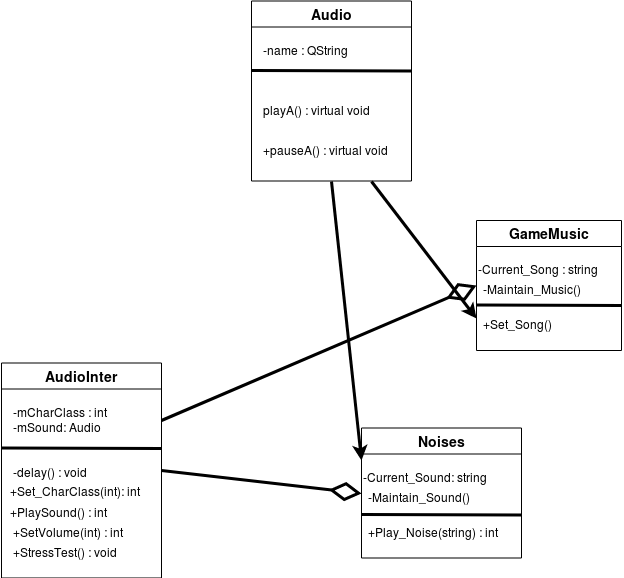 Audio
-name : QString
playA() : virtual void
+pauseA() : virtual void
GameMusic
-Current_Song : string
-Maintain_Music()
+Set_Song()
AudioInter
-mCharClass : int
-mSound: Audio
-delay() : void
+Set_CharClass(int): int
+PlaySound() : int
+SetVolume(int) : int
+StressTest() : void
Noises
-Current_Sound: string
-Maintain_Sound()
+Play_Noise(string) : int